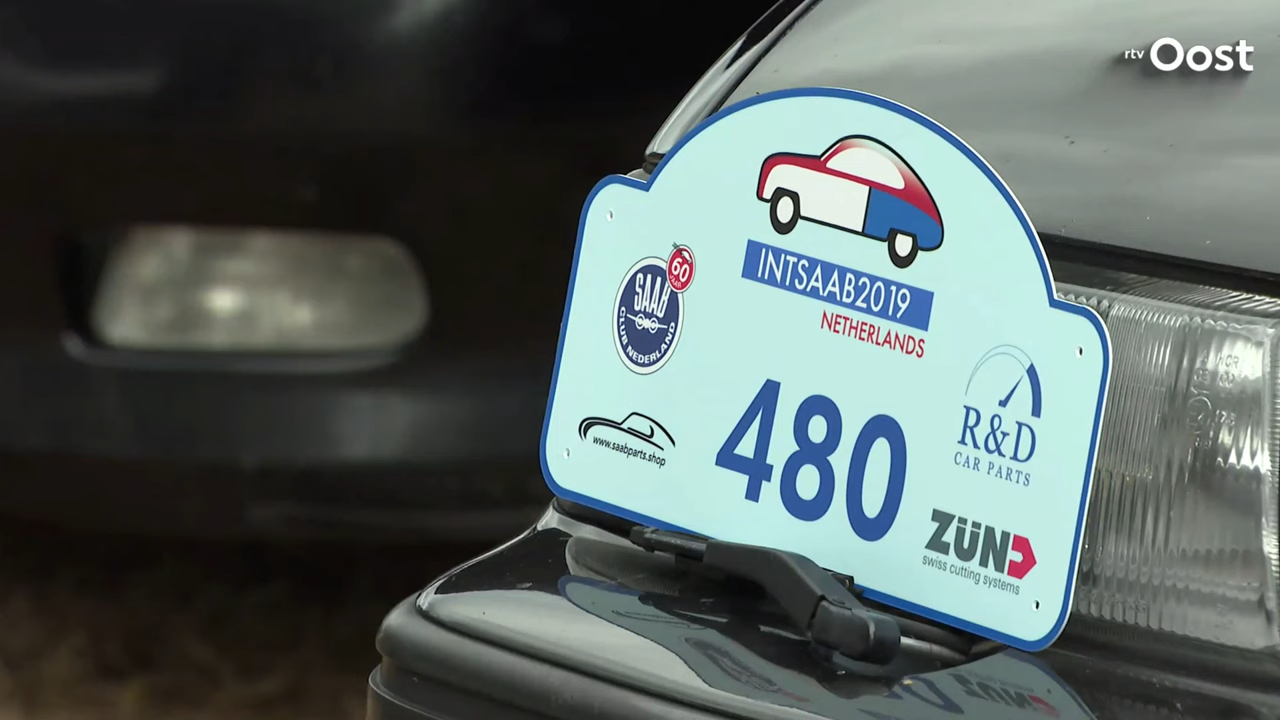 rtv Oost
INTSAAB2019
NETHERLANDS
60
SAAB
CLUB NEDERLAND
www.saabparts.shop
480
R&D
CAR PARTS
ZÜND
swiss cutting systems